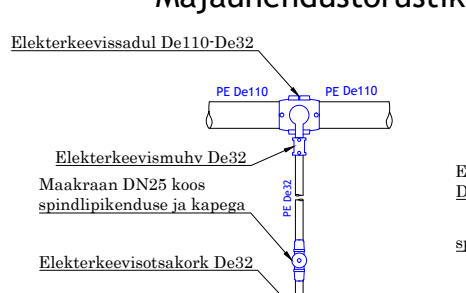 Elekterkeevissadul De110-De32
PE De110
PE De110
Elekterkeevismuhv De32
Maakraan DN25 koos
spindlipikenduse ja kapega
PE De32
Elekterkeevisotsakork De32